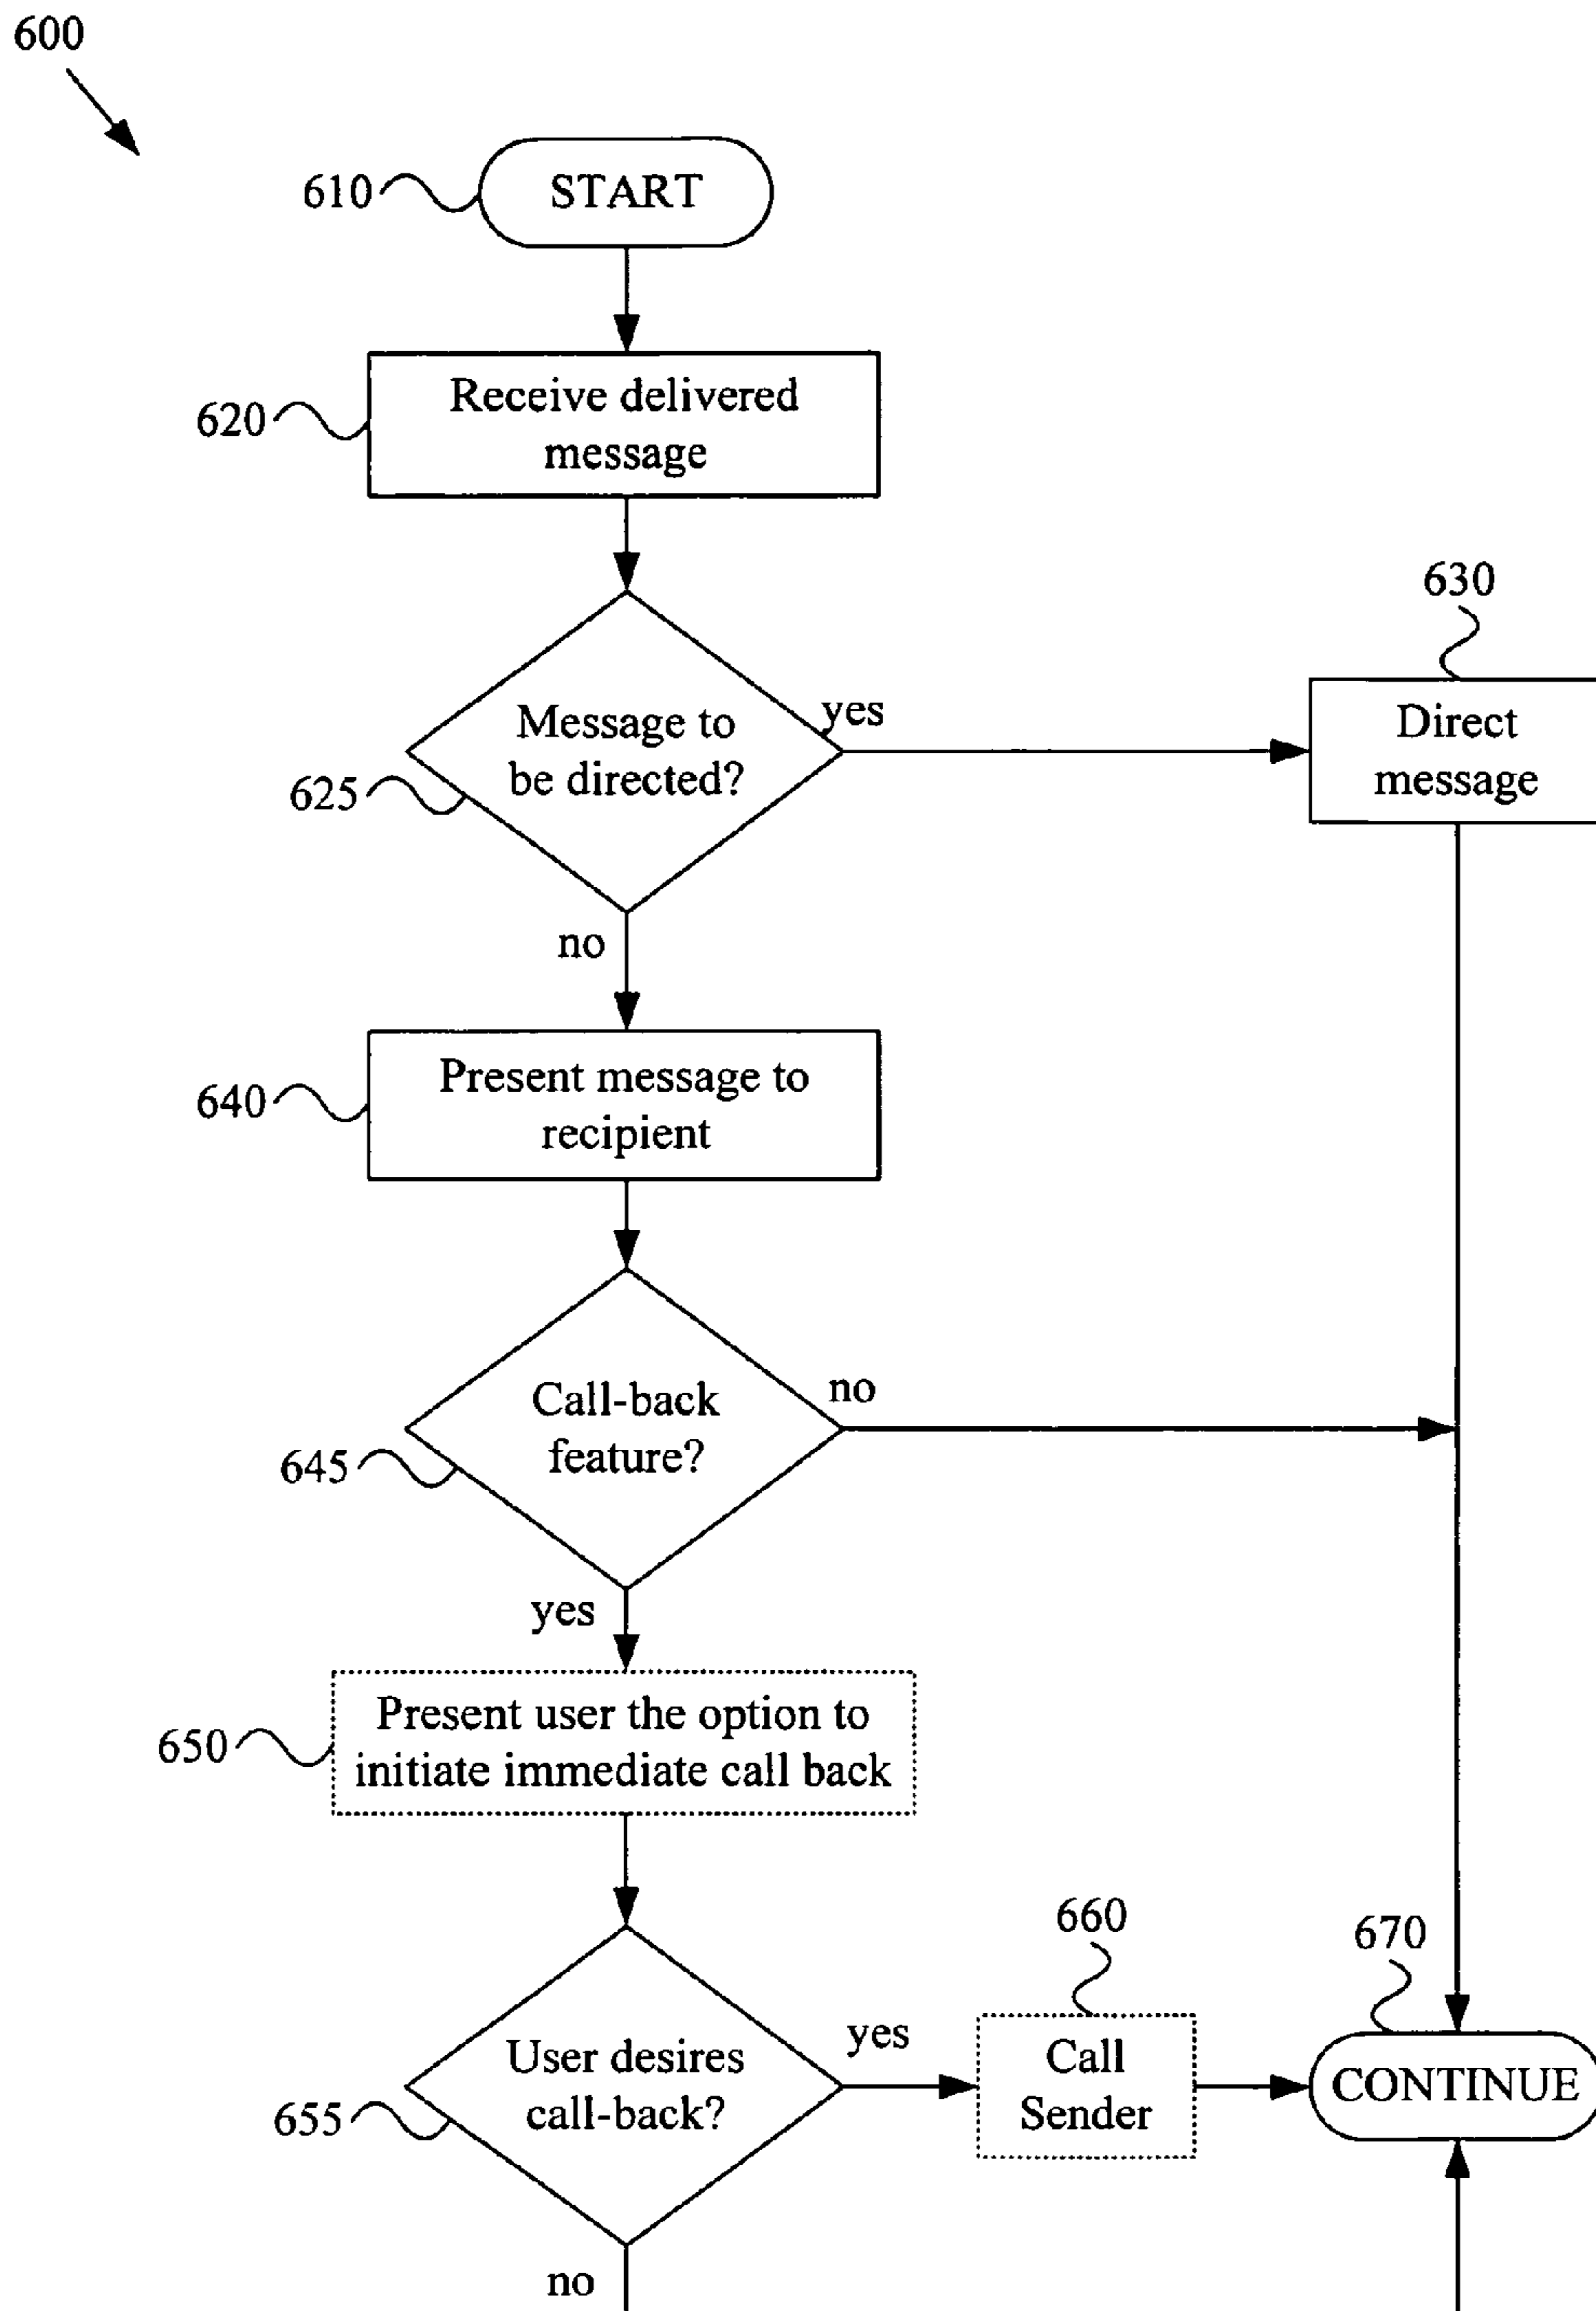 600
610
START
620
Receive delivered
message
630
625
Message to
be directed?
yes
Direct
message
no
640
Present message to
recipient
645
Call-back
feature?
no
yes
650
Present user the option to
initiate immediate call back
660
670
655
User desires
call-back?
yes
Call
Sender
CONTINUE
no